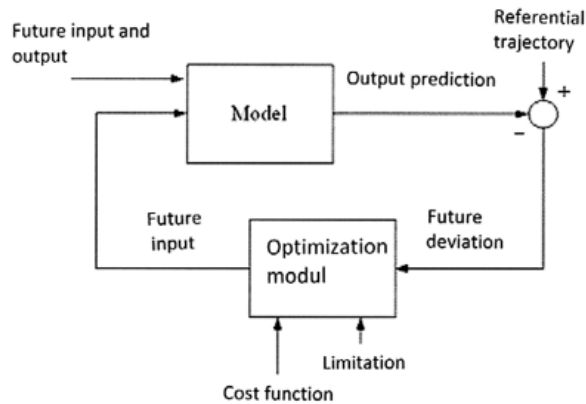 Future input and
output
Referential
trajectory
Model
Output prediction
+
−
Future
input
Optimization
modul
Future
deviation
Limitation
Cost function